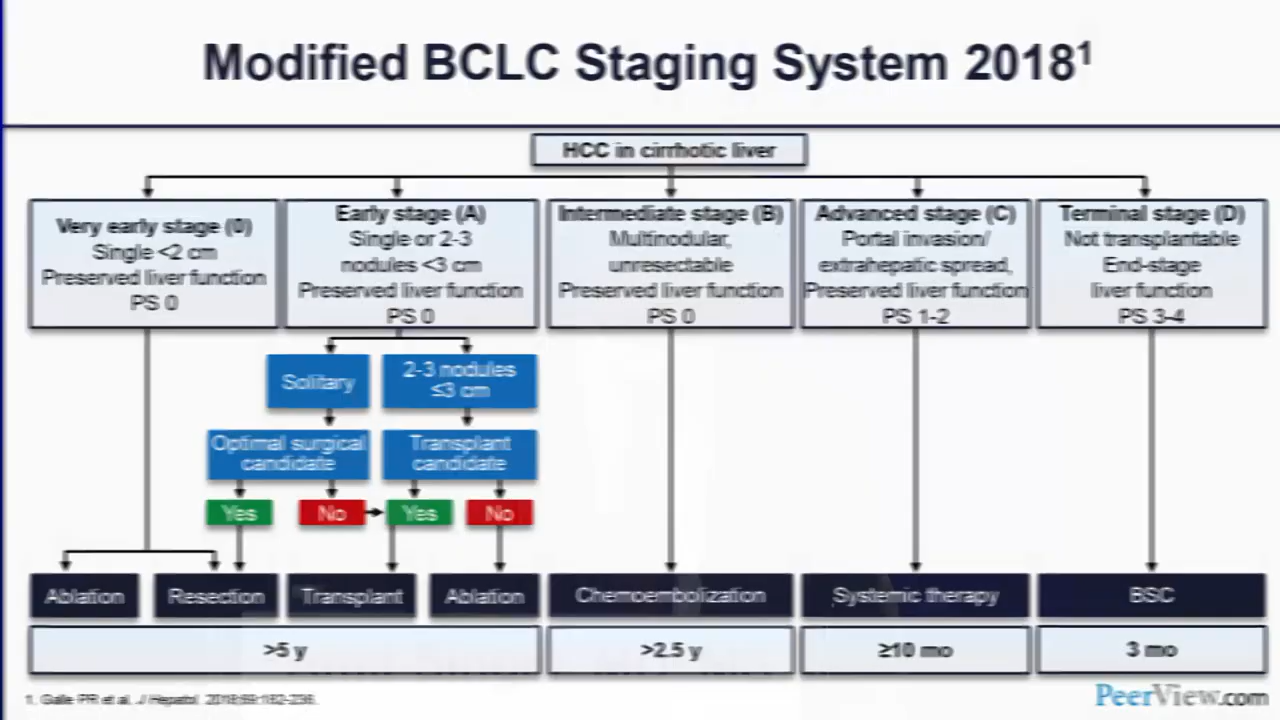 Modified BCLC Staging System 2018¹
HCC in cirrhotic liver
Very early stage (0)
Single <2 cm
Preserved liver function
PS 0
Early stage (A)
Single or 2-3
nodules <3 cm
Preserved liver function
PS 0
Intermediate stage (B)
Multinodular,
unresectable
Preserved liver function
PS 0
Advanced stage (C)
Portal invasion/
extrahepatic spread,
Preserved liver function
PS 1-2
Terminal stage (D)
Not transplantable
End-stage
liver function
PS 3-4
Solitary
2-3 nodules
≤3 cm
Optimal surgical
candidate
Transplant
candidate
Yes
No
Yes
No
Ablation
Resection
Transplant
Ablation
Chemoembolization
Systemic therapy
BSC
>5 y
>2.5 y
≥10 mo
3 mo
1. Galle PR et al. J Hepatol. 2018;69:182-236.
PeerView.com